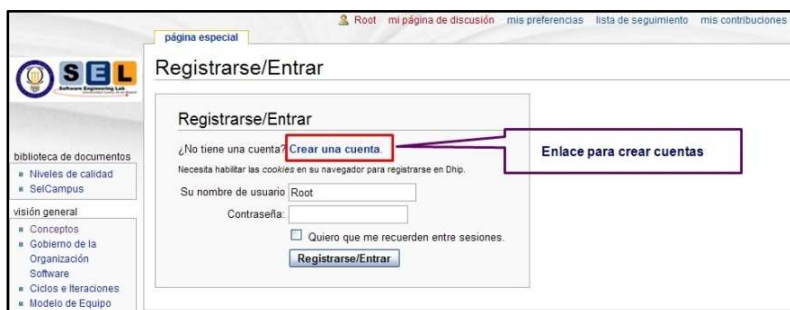 Root mi página de discusión mis preferencias lista de seguimiento mis contribuciones
página especial
SEL
Software Engineering Lab
Registrarse/Entrar
Registrarse/Entrar
¿No tiene una cuenta? Crear una cuenta.
Enlace para crear cuentas
Necesita habilitar las cookies en su navegador para registrarse en Dhip.
Su nombre de usuario Root
Contraseña:
Quiero que me recuerden entre sesiones.
Registrarse/Entrar
biblioteca de documentos
Niveles de calidad
SelCampus
visión general
Conceptos
Gobierno de la
Organización
Software
Ciclos e Iteraciones
Modelo de Equipo